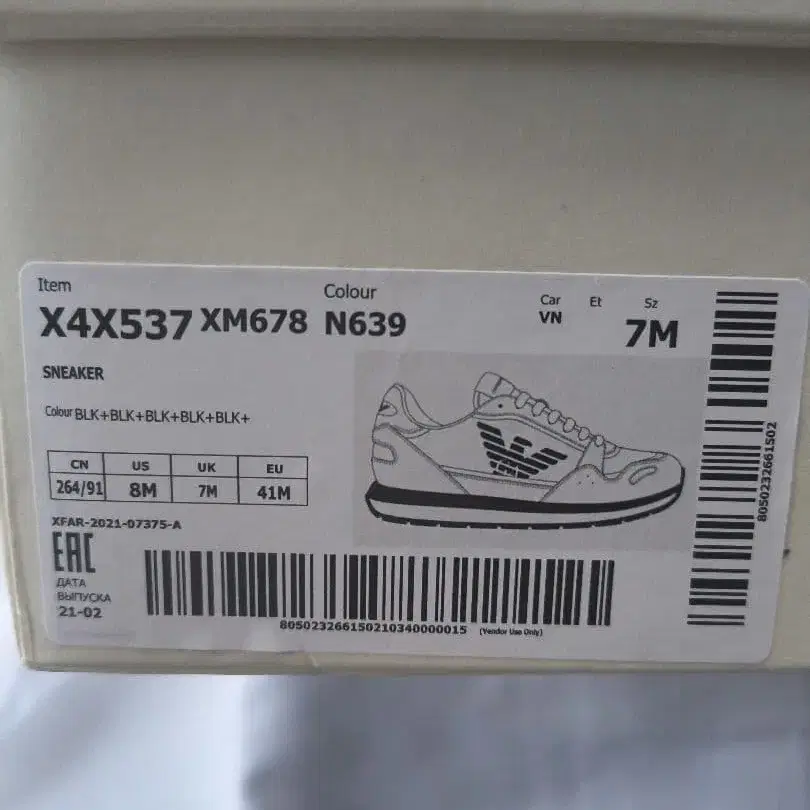 Item Colour Car Et Sz
X4X537 XM678 N639 VN 7M
SNEAKER
Colour BLK+BLK+BLK+BLK+BLK+
CN US UK EU
264/91 8M 7M 41M
XFAR-2021-07375-A
EAC
ДАТА
ВЫПУСКА
21-02
805023266150210340000015 (Vendor Use Only)
8050232661502